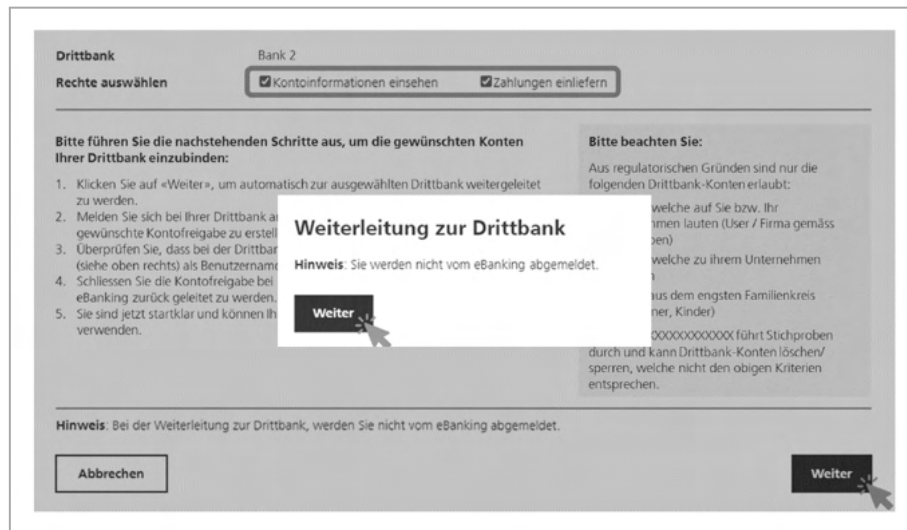 Drittbank Bank 2
Rechte auswählen Kontoinformationen einsehen Zahlungen einliefern
Bitte führen Sie die nachstehenden Schritte aus, um die gewünschten Konten
Ihrer Drittbank einzubinden:
1. Klicken Sie auf «Weiter», um automatisch zur ausgewählten Drittbank weitergeleitet
zu werden.
2. Melden Sie sich bei Ihrer Drittbank
gewünschte Kontofreigabe zu
3. Überprüfen Sie, dass bei der
(siehe oben rechts) als
4. Schliessen Sie die Kontofreigabe bei
eBanking zurück geleitet zu werden.
5. Sie sind jetzt startklar und können
verwenden.
Weiterleitung zur Drittbank
Hinweis: Sie werden nicht vom eBanking abgemeldet.
Weiter
Bitte beachten Sie:
Aus regulatorischen Gründen sind nur die
folgenden Drittbank-Konten erlaubt:
welche auf Sie bzw. Ihr
lauten (User / Firma gemäss
welche zu ihrem Unternehmen
aus dem engsten Familienkreis
Kinder)
XXXXXXXXXXXX führt Stichproben
durch und kann Drittbank-Konten löschen/
sperren, welche nicht den obigen Kriterien
entsprechen.
Hinweis: Bei der Weiterleitung zur Drittbank, werden Sie nicht vom eBanking abgemeldet.
Abbrechen Weiter